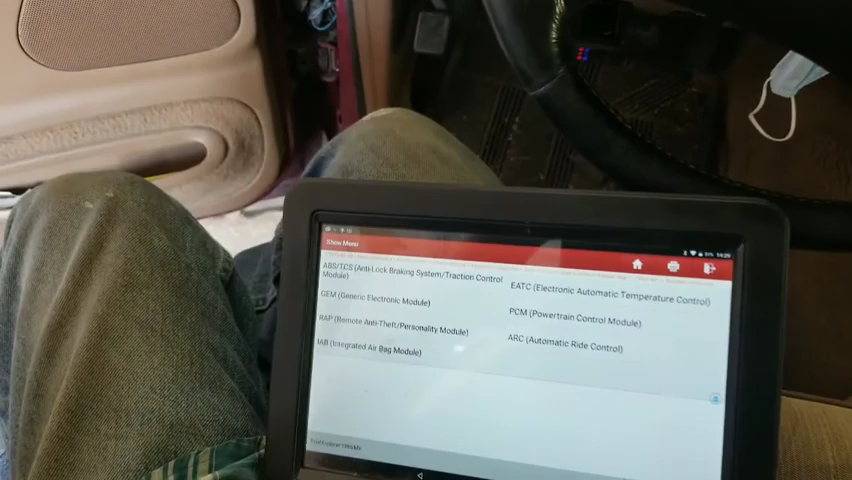 14:29
Show Menu
ABS/TCS (Anti-Lock Braking System/Traction Control
Module)
EATC (Electronic Automatic Temperature Control)
GEM (Generic Electronic Module)
PCM (Powertrain Control Module)
RAP (Remote Anti-Theft/Personality Module)
ARC (Automatic Ride Control)
IAB (Integrated Air Bag Module)